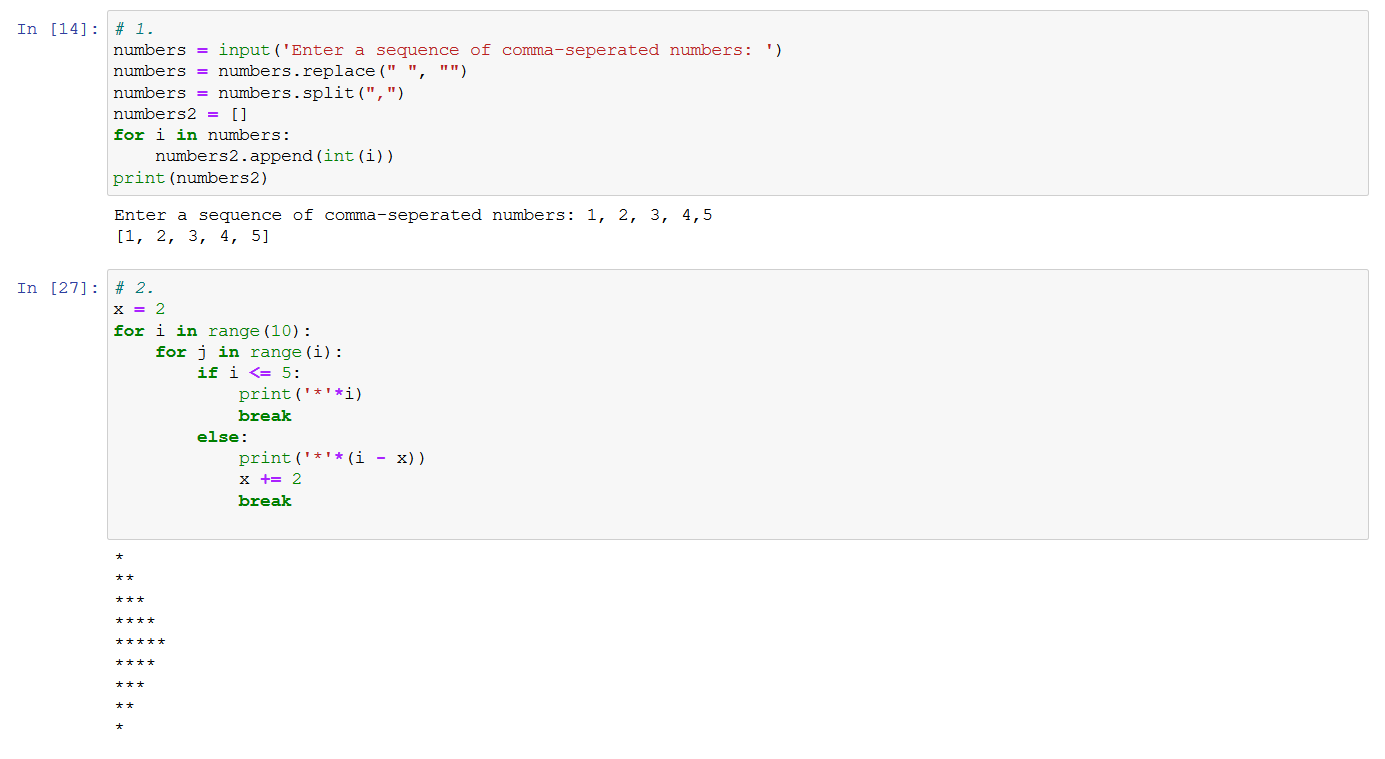 In [14]: # 1.
numbers = input('Enter a sequence of comma-seperated numbers: ')
numbers = numbers.replace(" ", "")
numbers = numbers.split(",")
numbers2 = []
for i in numbers:
    numbers2.append(int(i))
print(numbers2)
Enter a sequence of comma-seperated numbers: 1, 2, 3, 4,5
[1, 2, 3, 4, 5]
In [27]: # 2.
x = 2
for i in range(10):
    for j in range(i):
        if i <= 5:
            print('*'*i)
            break
        else:
            print('*'*(i - x))
            x += 2
            break
*
**
***
****
*****
****
***
**
*